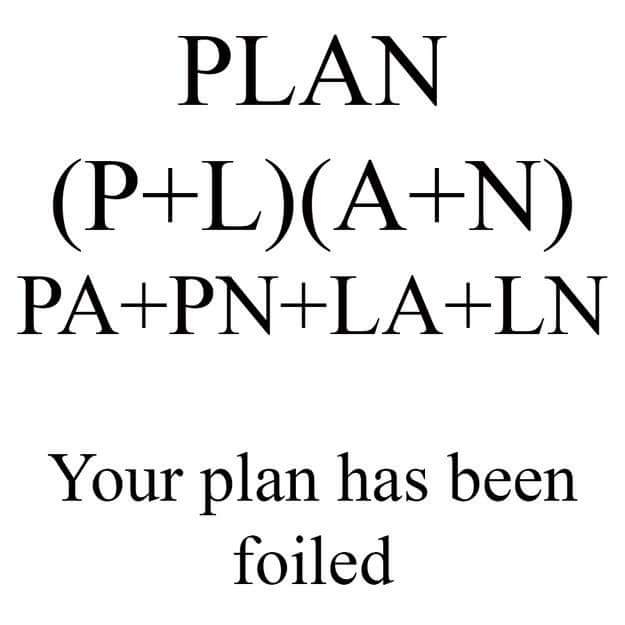 PLAN
(P+L)(A+N)
PA+PN+LA+LN
Your plan has been
foiled